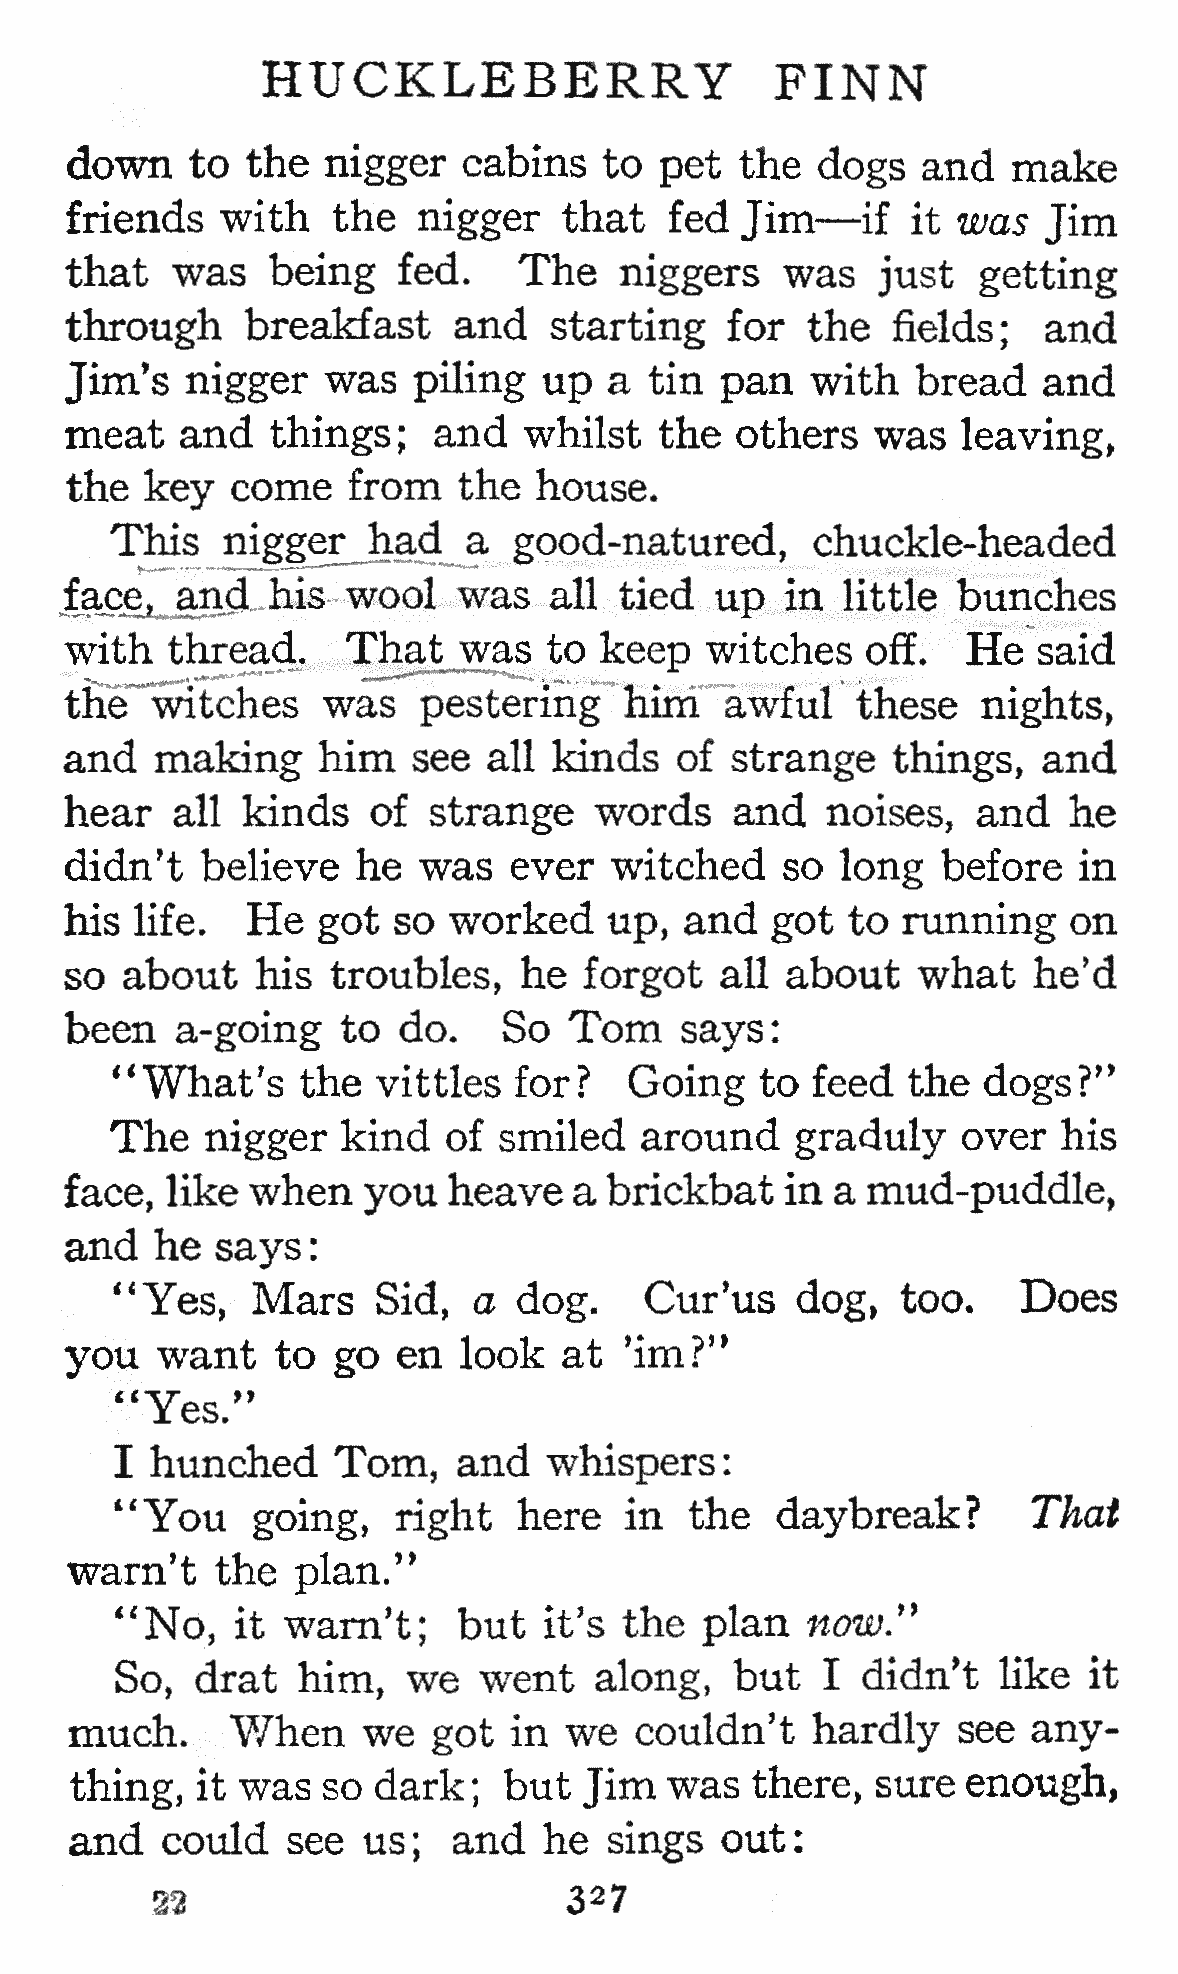 HUCKLEBERRY FINN
down to the nigger cabins to pet the dogs and make
friends with the nigger that fed Jim—if it was Jim
that was being fed. The niggers was just getting
through breakfast and starting for the fields; and
Jim's nigger was piling up a tin pan with bread and
meat and things; and whilst the others was leaving,
the key come from the house.
This nigger had a good-natured, chuckle-headed
face, and his wool was all tied up in little bunches
with thread. That was to keep witches off. He said
the witches was pestering him awful these nights,
and making him see all kinds of strange things, and
hear all kinds of strange words and noises, and he
didn't believe he was ever witched so long before in
his life. He got so worked up, and got to running on
so about his troubles, he forgot all about what he'd
been a-going to do. So Tom says:
"What's the vittles for? Going to feed the dogs?"
The nigger kind of smiled around graduly over his
face, like when you heave a brickbat in a mud-puddle,
and he says:
"Yes, Mars Sid, a dog. Cur'us dog, too. Does
you want to go en look at 'im?"
"Yes."
I hunched Tom, and whispers:
"You going, right here in the daybreak? That
warn't the plan."
"No, it warn't; but it's the plan now."
So, drat him, we went along, but I didn't like it
much. When we got in we couldn't hardly see any-
thing, it was so dark; but Jim was there, sure enough,
and could see us; and he sings out:
22 327